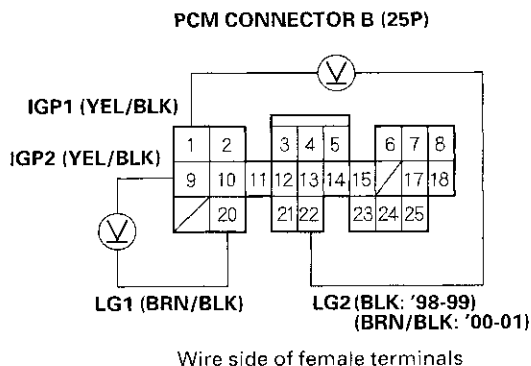 PCM CONNECTOR B (25P)
V
IGP1 (YEL/BLK)
1 2 3 4 5 6 7 8
IGP2 (YEL/BLK)
9 10 11 12 13 14 15 17 18
V
20 21 22 23 24 25
LG1 (BRN/BLK)
LG2 (BLK: '98-99)
(BRN/BLK: '00-01)
Wire side of female terminals